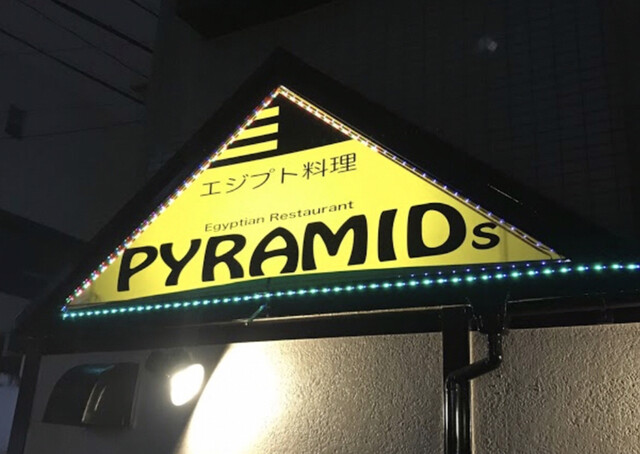 エジプト料理
Egyptian Restaurant
PYRAMIDs